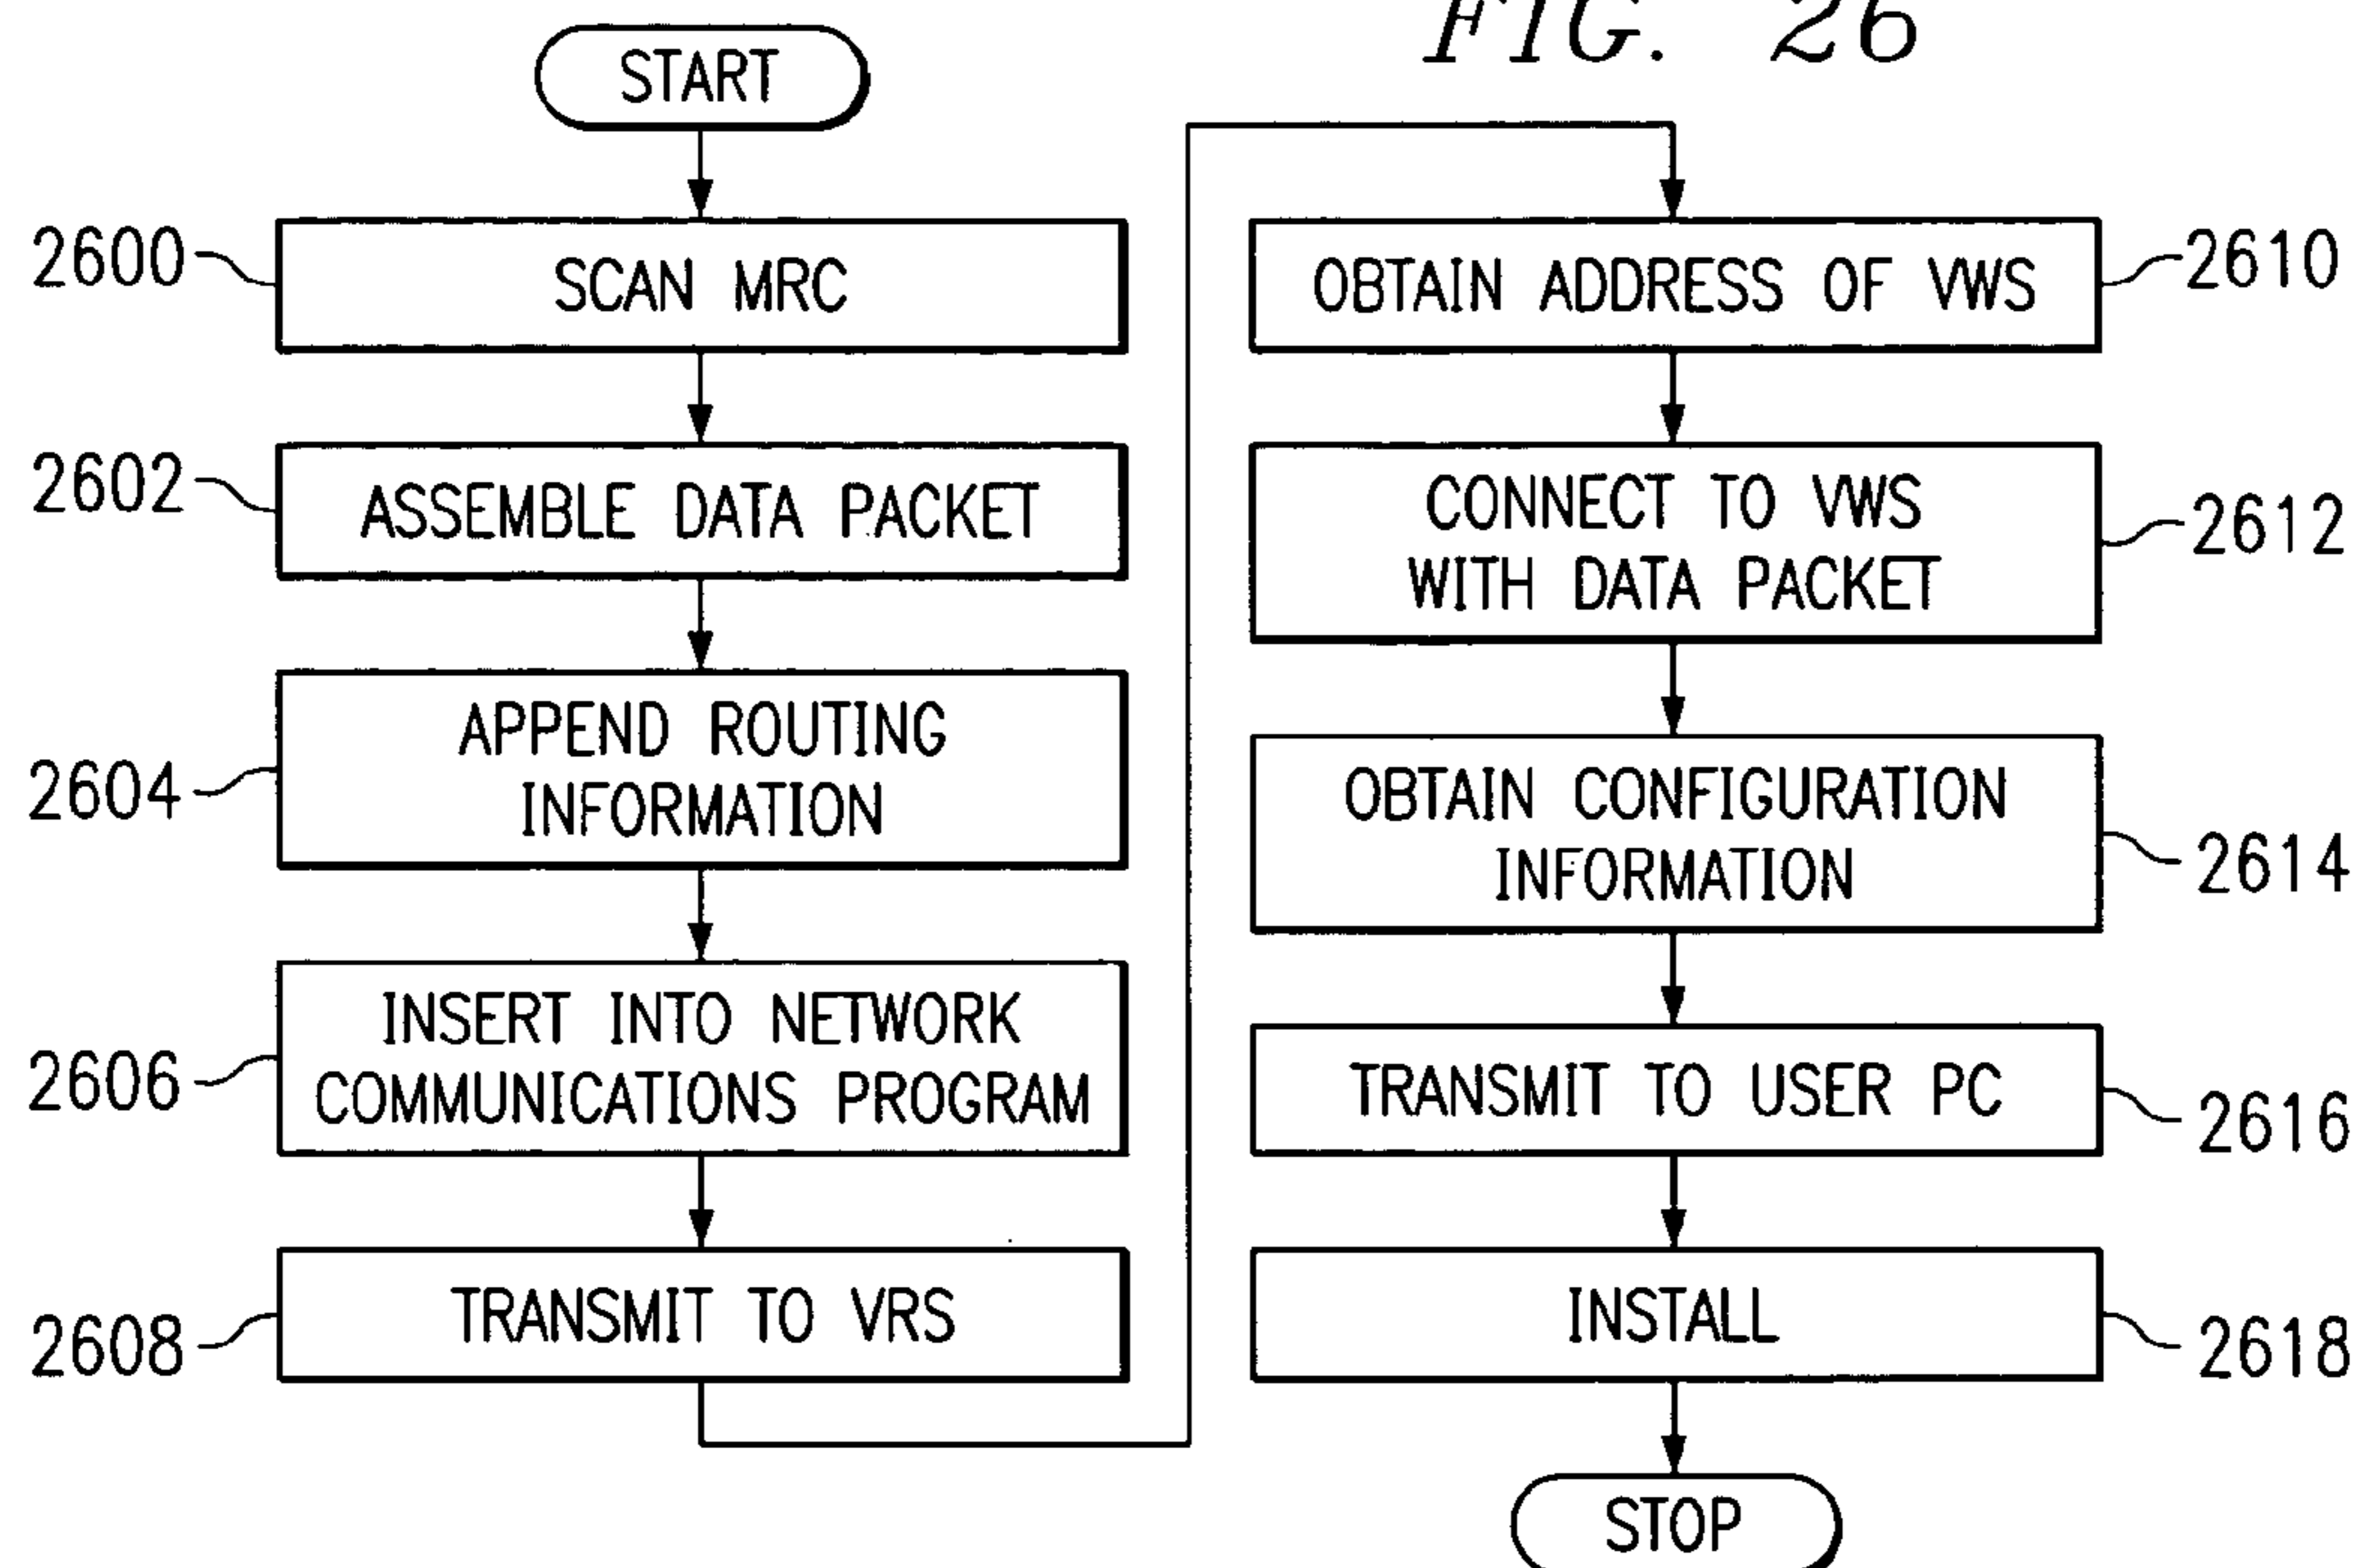 FIG. 26
START
2600
SCAN MRC
2602
ASSEMBLE DATA PACKET
2604
APPEND ROUTING
INFORMATION
2606
INSERT INTO NETWORK
COMMUNICATIONS PROGRAM
2608
TRANSMIT TO VRS
OBTAIN ADDRESS OF VWS
2610
CONNECT TO VWS
WITH DATA PACKET
2612
OBTAIN CONFIGURATION
INFORMATION
2614
TRANSMIT TO USER PC
2616
INSTALL
2618
STOP